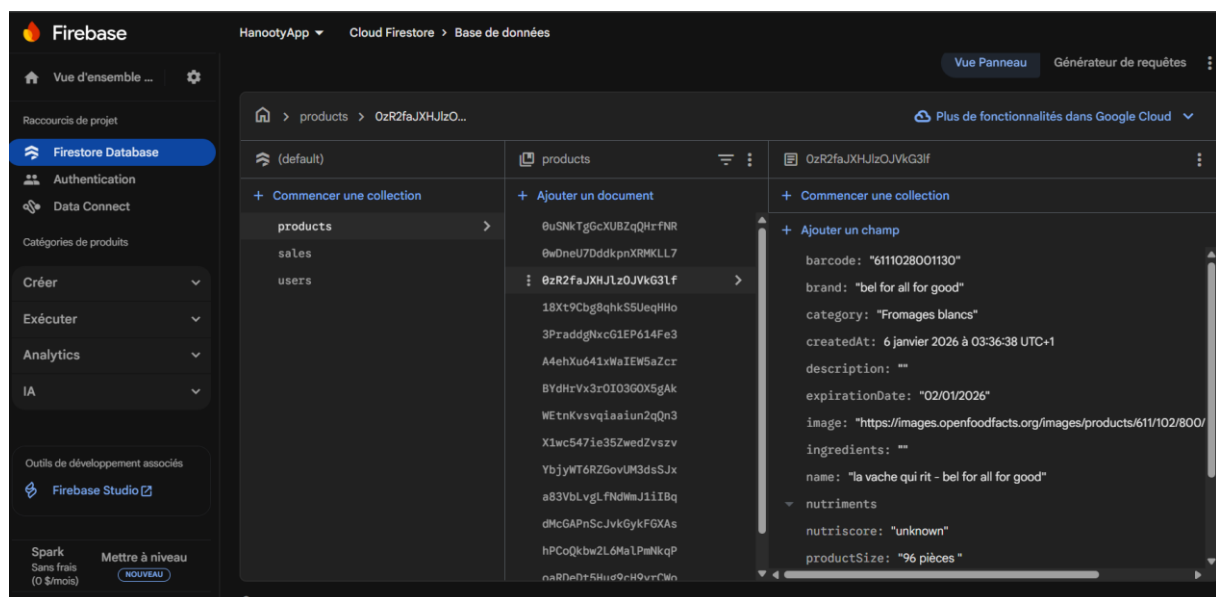 Firebase
HanootyApp
Cloud Firestore > Base de données
Vue d'ensemble ...
Vue Panneau
Générateur de requêtes
Raccourcis de projet
Firestore Database
Authentication
Data Connect
Catégories de produits
Créer
Exécuter
Analytics
IA
Outils de développement associés
Firebase Studio
Spark
Sans frais
(0 $/mois)
Mettre à niveau
NOUVEAU
> products > 0zR2faJXHJlzO...
Plus de fonctionnalités dans Google Cloud
(default)
+ Commencer une collection
products
sales
users
products
+ Ajouter un document
0uSNkTgGcXUBZqQHrfNR
0wDneU7DddkpnXRMKLL7
0zR2faJXHJlzOJVkG3lf
18Xt9Cbg8qhkS5UeqHHo
3PraddgNxcG1EP614Fe3
A4ehXu641xWaIEW5aZcr
BYdHrVx3rOIO3GOX5gAk
WEtnKvsvqiaaiun2qQn3
X1wc547ie35ZwedZvszv
YbjyWT6RZGovUM3dsSJx
a83VbLvgLfNdWmJ1iIBq
dMcGAPnScJvkGykFGXAs
hPCoQkbw2L6MalPmNkqP
oaRDeDt5Hug9cH9vrCWo
0zR2faJXHJlzOJVkG3lf
+ Commencer une collection
+ Ajouter un champ
barcode: "6111028001130"
brand: "bel for all for good"
category: "Fromages blancs"
createdAt: 6 janvier 2026 à 03:36:38 UTC+1
description: ""
expirationDate: "02/01/2026"
image: "https://images.openfoodfacts.org/images/products/611/102/800/
ingredients: ""
name: "la vache qui rit - bel for all for good"
nutriments
nutriscore: "unknown"
productSize: "96 pièces "